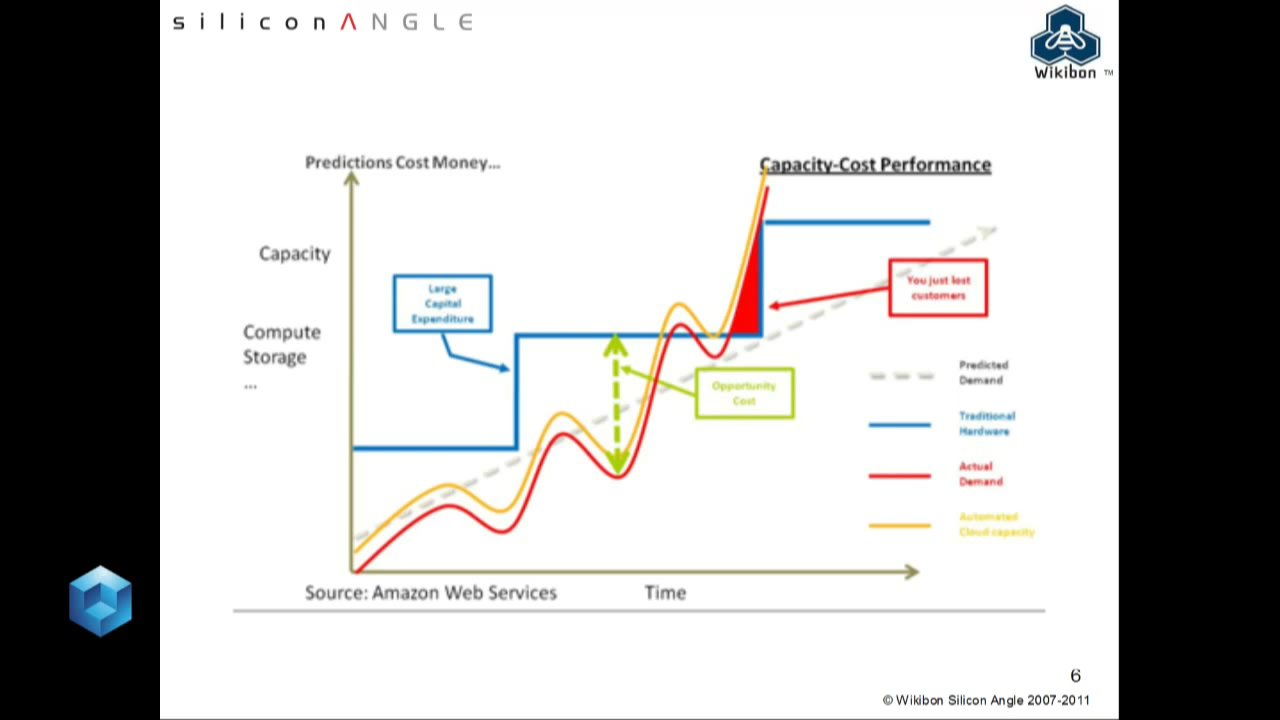 siliconANGLE
Wikibon TM
Predictions Cost Money...
Capacity-Cost Performance
Capacity
Large
Capital
Expenditure
You just lost
customers
Compute
Storage
...
Predicted
Demand
Opportunity
Cost
Traditional
Hardware
Actual
Demand
Automated
Cloud capacity
Source: Amazon Web Services
Time
6
© Wikibon Silicon Angle 2007-2011